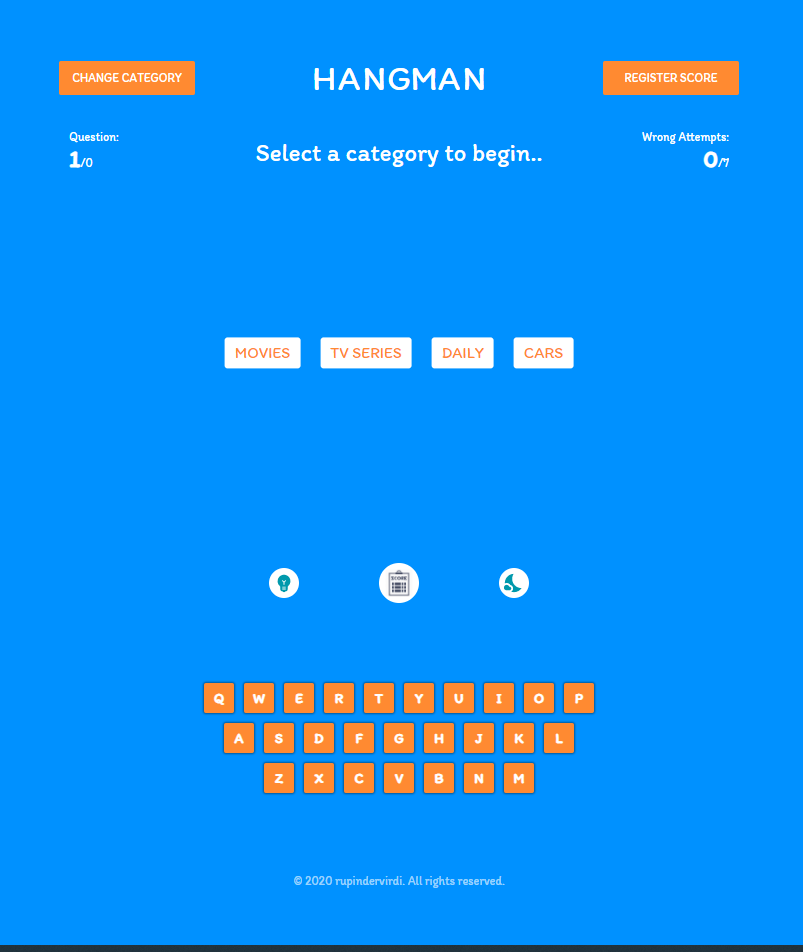 CHANGE CATEGORY
HANGMAN
REGISTER SCORE
Question:
1/0
Select a category to begin..
Wrong Attempts:
0/7
MOVIES
TV SERIES
DAILY
CARS
SCORE
Q W E R T Y U I O P
A S D F G H J K L
Z X C V B N M
© 2020 rupindervirdi. All rights reserved.